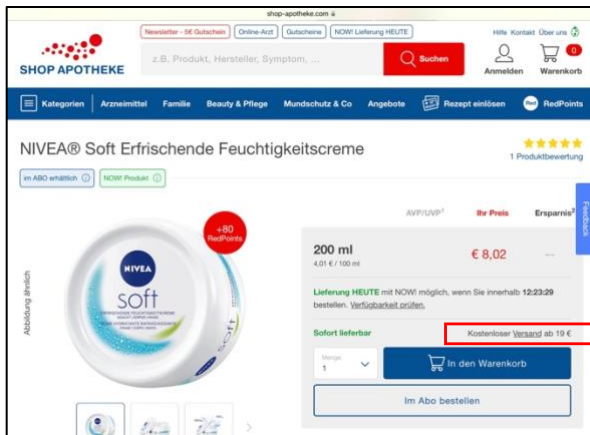 shop-apotheke.com
Newsletter - 5€ Gutschein Online-Arzt Gutscheine NOW! Lieferung HEUTE
Hilfe Kontakt Über uns
SHOP APOTHEKE
z.B. Produkt, Hersteller, Symptom, ...
Suchen
Anmelden
0
Warenkorb
Kategorien Arzneimittel Familie Beauty & Pflege Mundschutz & Co Angebote Rezept einlösen Red RedPoints
NIVEA® Soft Erfrischende Feuchtigkeitscreme
1 Produktbewertung
im ABO erhältlich NOW! Produkt
Feedback
AVP/UVP¹ Ihr Preis Ersparnis²
+80
RedPoints
200 ml
4,01 € / 100 ml
€ 8,02
---
NIVEA
soft
Abbildung ähnlich
Lieferung HEUTE mit NOW! möglich, wenn Sie innerhalb 12:23:29
bestellen. Verfügbarkeit prüfen.
Sofort lieferbar
Kostenloser Versand ab 19 €
Menge
1
In den Warenkorb
Im Abo bestellen